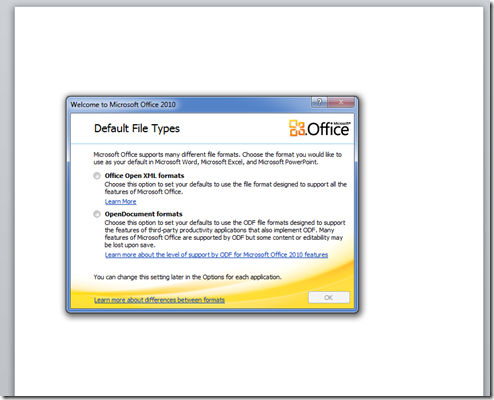 Welcome to Microsoft Office 2010
Default File Types
Microsoft®
Office
Microsoft Office supports many different file formats. Choose the format you would like to
use as your default in Microsoft Word, Microsoft Excel, and Microsoft PowerPoint.
Office Open XML formats
Choose this option to set your defaults to use the file format designed to support all the
features of Microsoft Office.
Learn More
OpenDocument formats
Choose this option to set your defaults to use the ODF file formats designed to support
the features of third-party productivity applications that also implement ODF. Many
features of Microsoft Office are supported by ODF but some content or editability may
be lost upon save.
Learn more about the level of support by ODF for Microsoft Office 2010 features
You can change this setting later in the Options for each application.
Learn more about differences between formats
OK